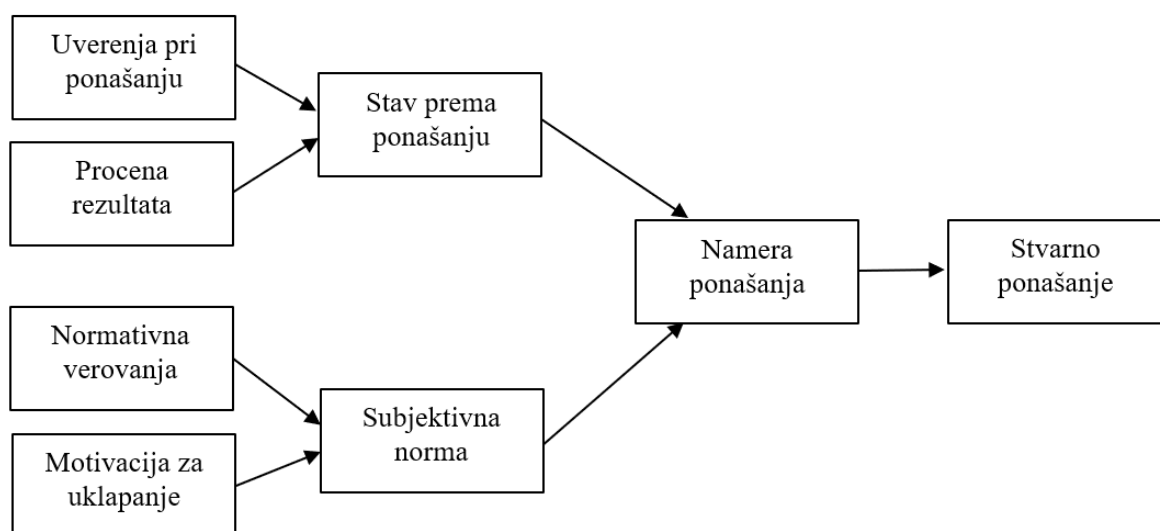 Uverenja pri
ponašanju
Procena
rezultata
Stav prema
ponašanju
Normativna
verovanja
Motivacija za
uklapanje
Subjektivna
norma
Namera
ponašanja
Stvarno
ponašanje